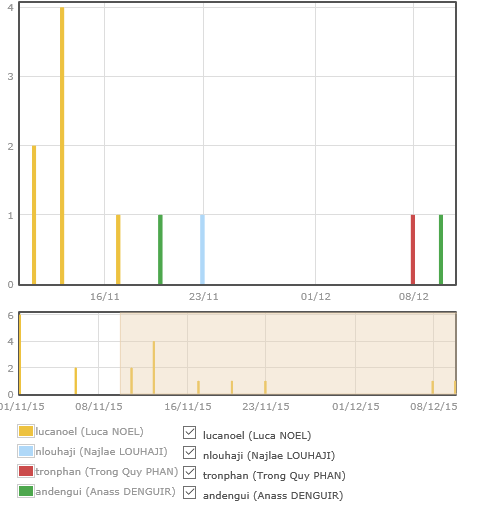 4
3
2
1
0
16/11 23/11 01/12 08/12
6
4
2
0
01/11/15 08/11/15 16/11/15 23/11/15 01/12/15 08/12/15
lucanoel (Luca NOEL)
nlouhaji (Najlae LOUHAJI)
tronphan (Trong Quy PHAN)
andengui (Anass DENGUIR)
lucanoel (Luca NOEL)
nlouhaji (Najlae LOUHAJI)
tronphan (Trong Quy PHAN)
andengui (Anass DENGUIR)